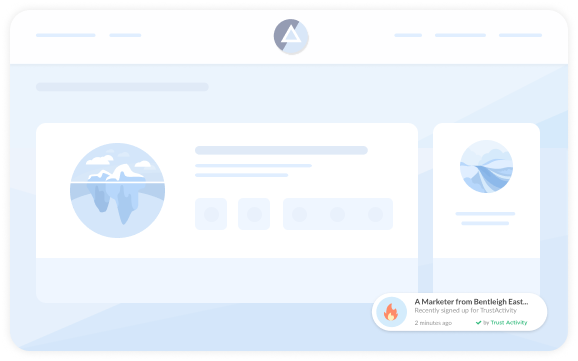 A Marketer from Bentleigh East...
Recently signed up for TrustActivity
2 minutes ago ✔ by Trust Activity